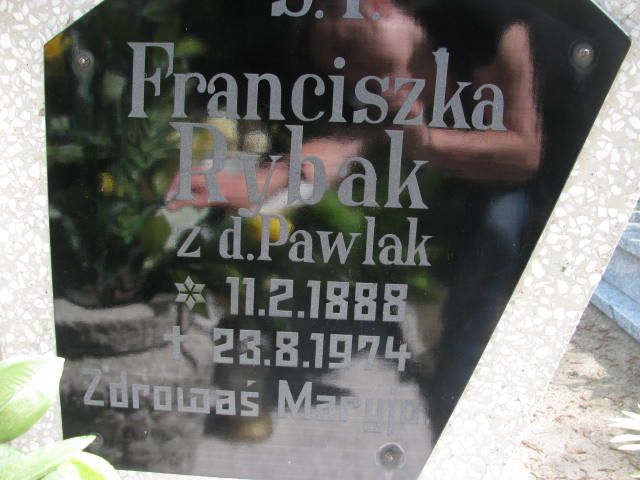 Ś. P.
Franciszka
Rybak
z d. Pawlak
* 11.2.1888
† 23.8.1974
Zdrowaś Maryjo